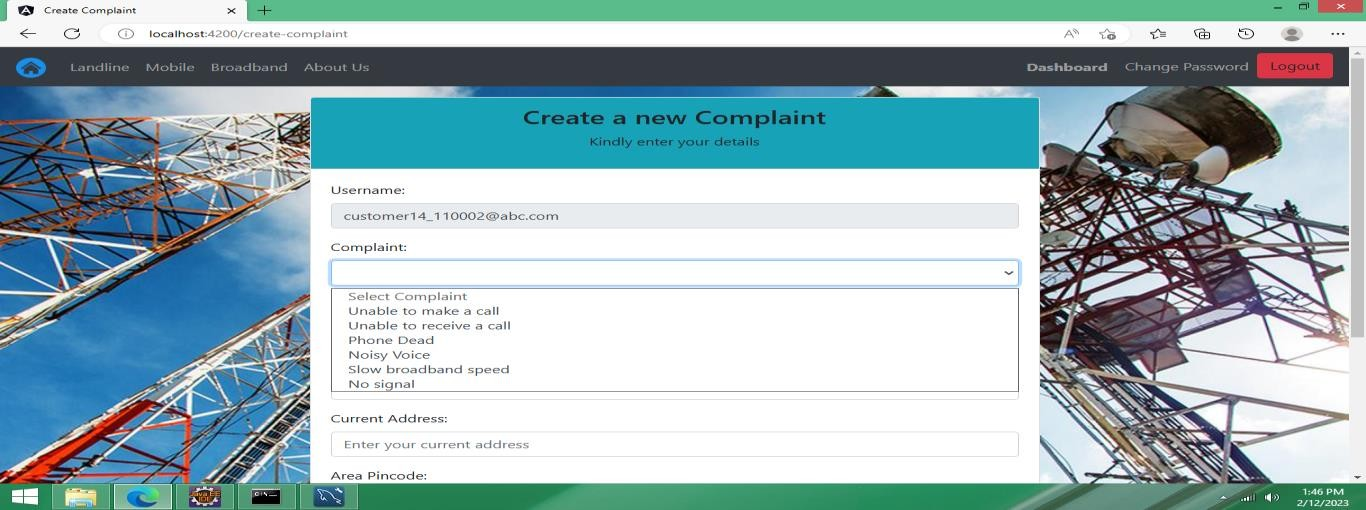 Create Complaint
localhost:4200/create-complaint
Landline Mobile Broadband About Us Dashboard Change Password Logout
Create a new Complaint
Kindly enter your details
Username:
customer14_110002@abc.com
Complaint:
Select Complaint
Unable to make a call
Unable to receive a call
Phone Dead
Noisy Voice
Slow broadband speed
No signal
Current Address:
Enter your current address
Area Pincode:
Java EE
IDE
1:46 PM
2/12/2023